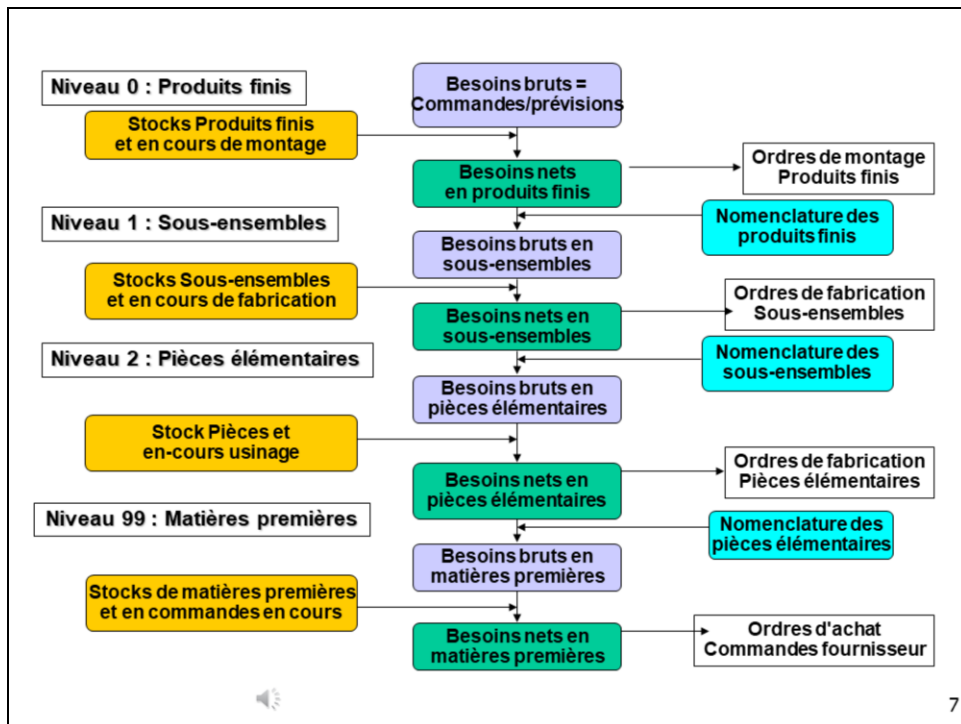 Niveau 0 : Produits finis
Besoins bruts =
Commandes/prévisions
Stocks Produits finis
et en cours de montage
Ordres de montage
Produits finis
Besoins nets
en produits finis
Niveau 1 : Sous-ensembles
Nomenclature des
produits finis
Besoins bruts en
sous-ensembles
Stocks Sous-ensembles
et en cours de fabrication
Ordres de fabrication
Sous-ensembles
Besoins nets en
sous-ensembles
Niveau 2 : Pièces élémentaires
Nomenclature des
sous-ensembles
Besoins bruts en
pièces élémentaires
Stock Pièces et
en-cours usinage
Ordres de fabrication
Pièces élémentaires
Besoins nets en
pièces élémentaires
Niveau 99 : Matières premières
Nomenclature des
pièces élémentaires
Besoins bruts en
matières premières
Stocks de matières premières
et en commandes en cours
Besoins nets en
matières premières
Ordres d'achat
Commandes fournisseur
7